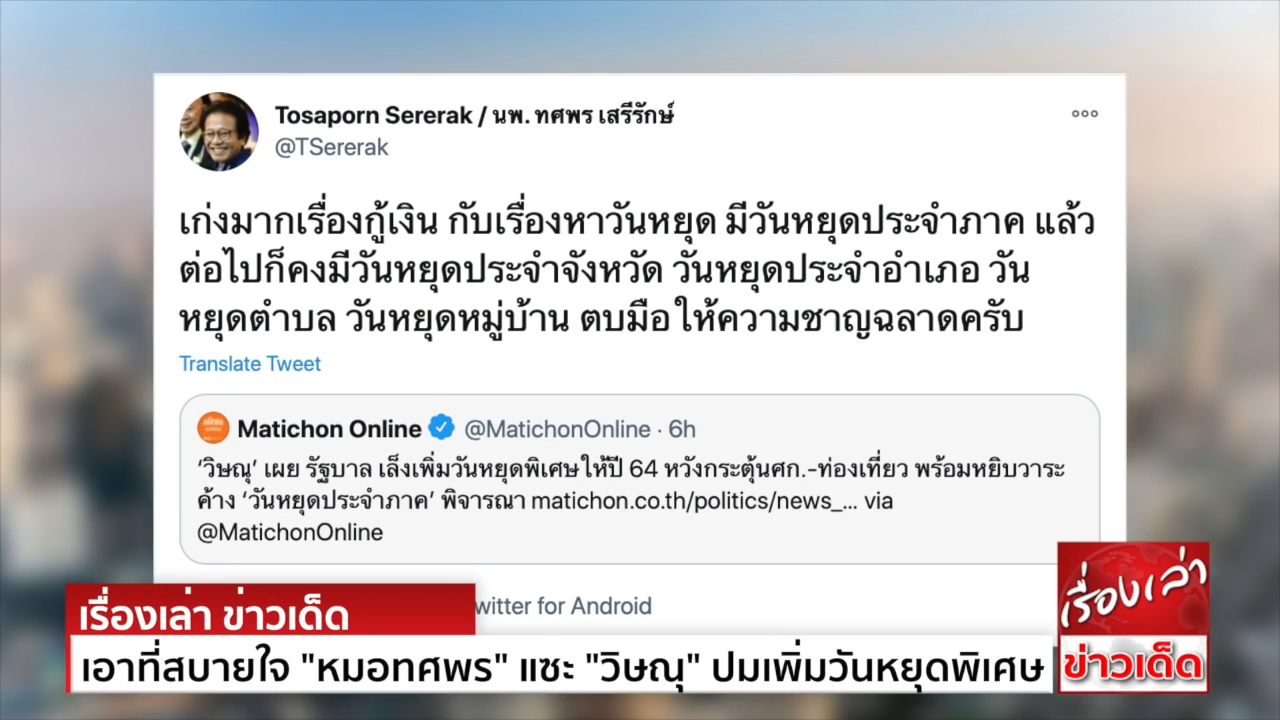 Tosaporn Sererak / นพ. ทศพร เสรีรักษ์
@TSererak
เก่งมากเรื่องกู้เงิน กับเรื่องหาวันหยุด มีวันหยุดประจำภาค แล้ว
ต่อไปก็คงมีวันหยุดประจำจังหวัด วันหยุดประจำอำเภอ วัน
หยุดตำบล วันหยุดหมู่บ้าน ตบมือให้ความชาญฉลาดครับ
Translate Tweet
Matichon Online @MatichonOnline · 6h
‘วิษณุ’ เผย รัฐบาล เล็งเพิ่มวันหยุดพิเศษให้ปี 64 หวังกระตุ้นศก.-ท่องเที่ยว พร้อมหยิบวาระ
ค้าง ‘วันหยุดประจำภาค’ พิจารณา matichon.co.th/politics/news_... via
@MatichonOnline
witter for Android
เรื่องเล่า ข่าวเด็ด
เอาที่สบายใจ "หมอทศพร" แซะ "วิษณุ" ปมเพิ่มวันหยุดพิเศษ
เรื่องเล่า
ข่าวเด็ด